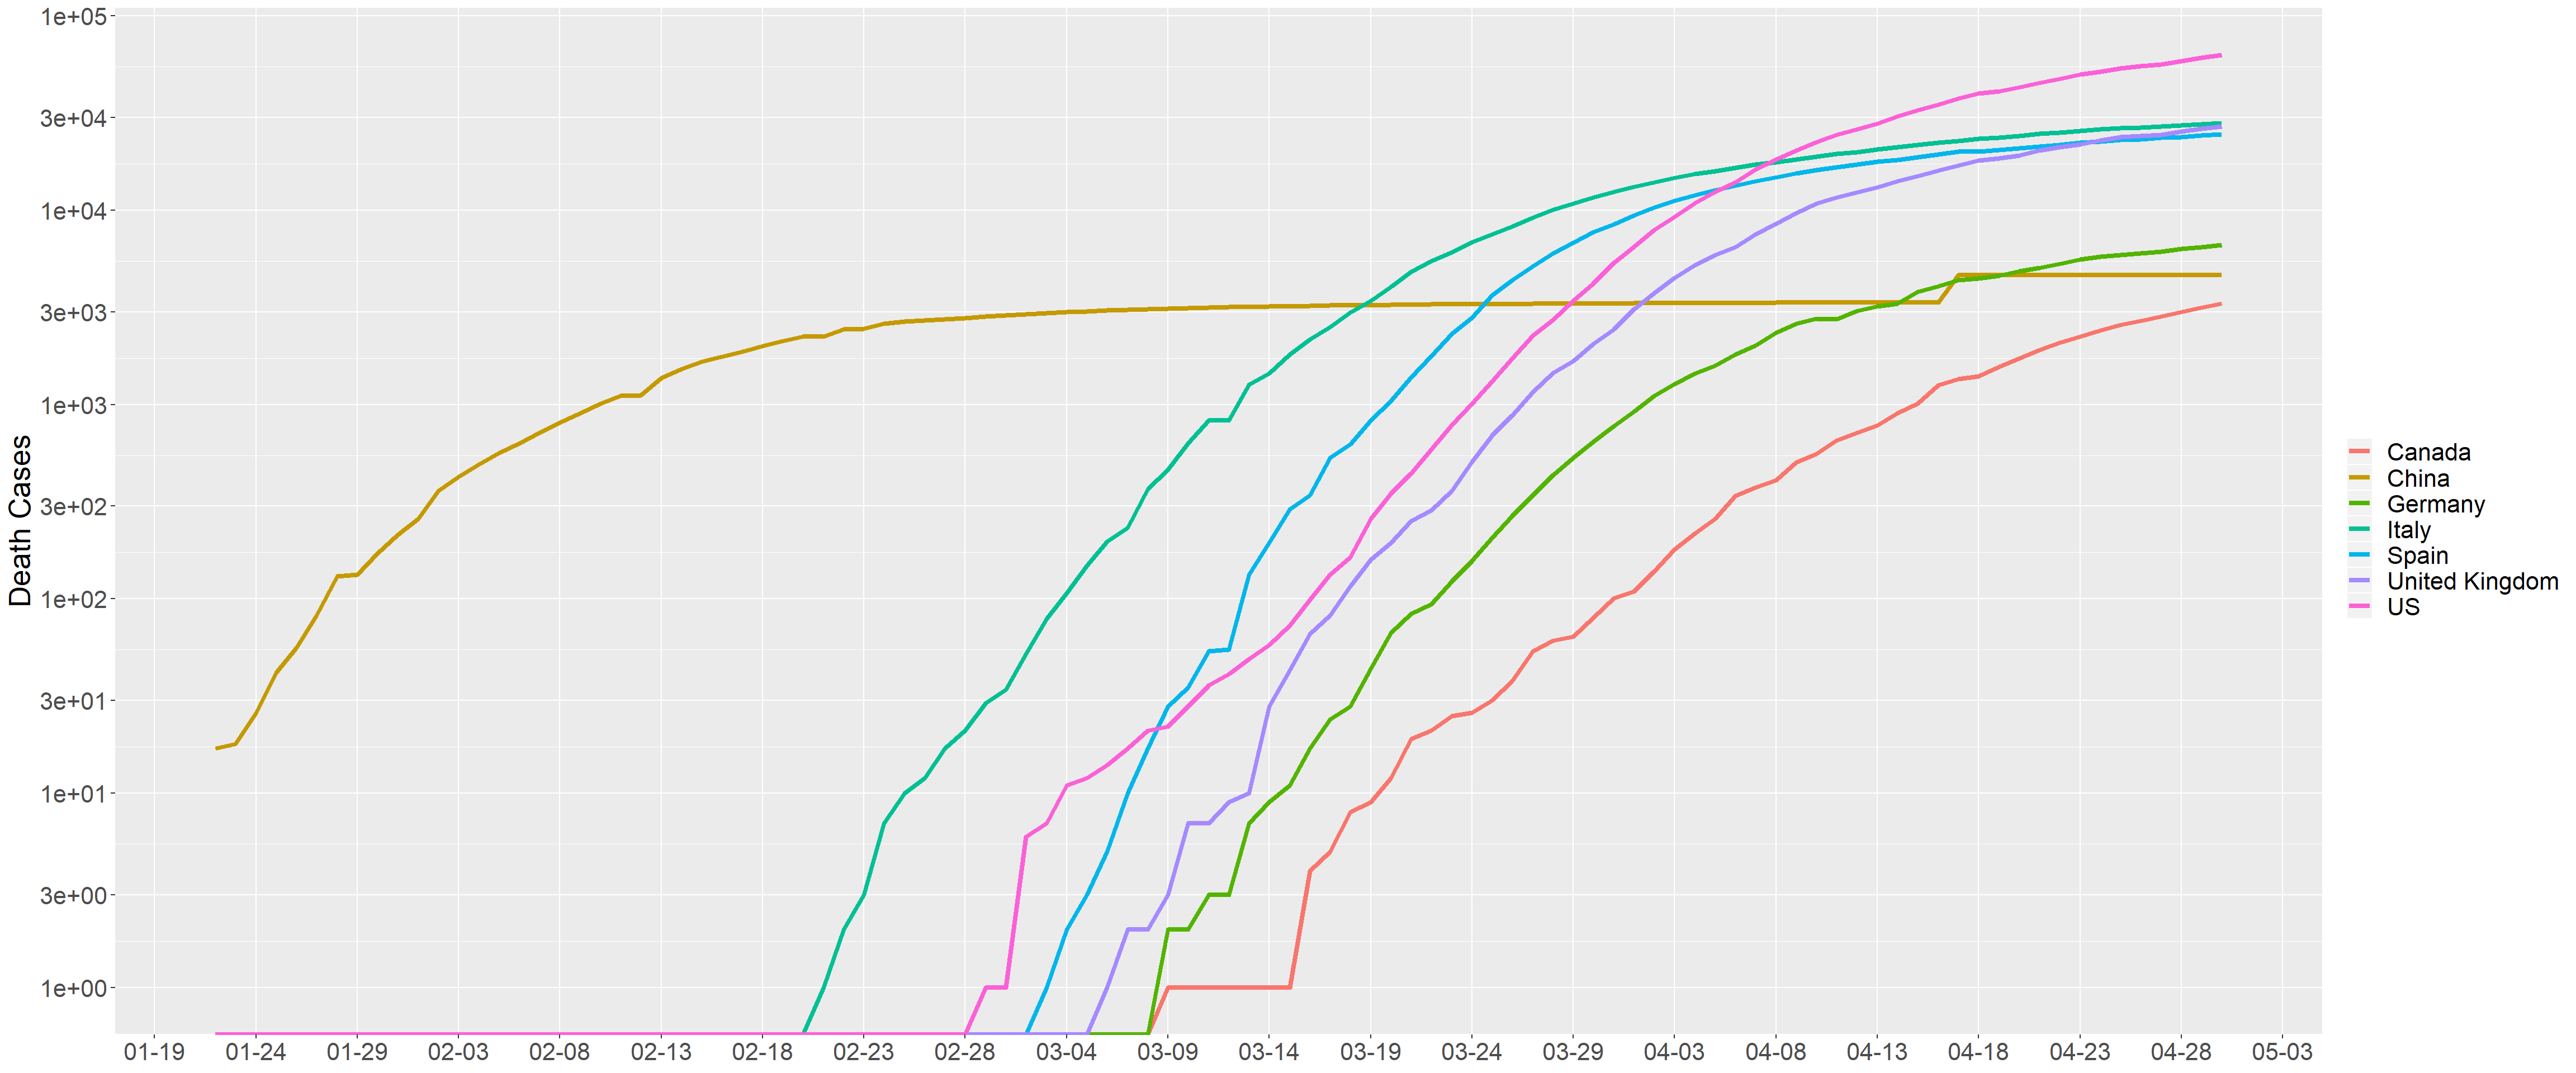 1e+05
3e+04
1e+04
3e+03
1e+03
3e+02
1e+02
3e+01
1e+01
3e+00
1e+00
Death Cases
01-19 01-24 01-29 02-03 02-08 02-13 02-18 02-23 02-28 03-04 03-09 03-14 03-19 03-24 03-29 04-03 04-08 04-13 04-18 04-23 04-28 05-03
Canada
China
Germany
Italy
Spain
United Kingdom
US